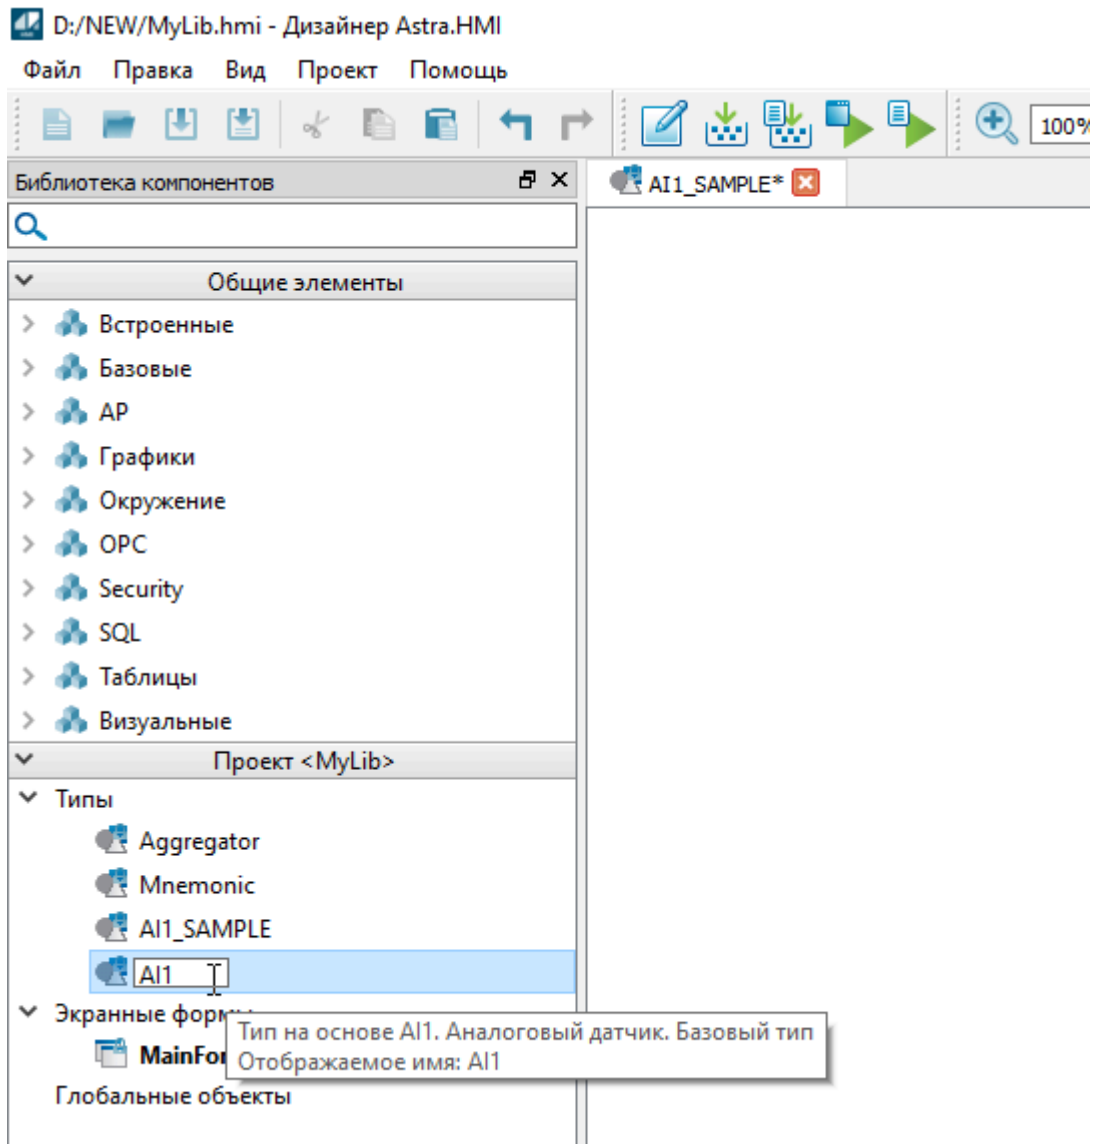 D:/NEW/MyLib.hmi - Дизайнер Astra.HMI
Файл Правка Вид Проект Помощь
100%
Библиотека компонентов
AI1_SAMPLE*
Общие элементы
Встроенные
Базовые
AP
Графики
Окружение
OPC
Security
SQL
Таблицы
Визуальные
Проект <MyLib>
Типы
Aggregator
Mnemonic
AI1_SAMPLE
AI1
Экранные формы
Тип на основе AI1. Аналоговый датчик. Базовый тип
MainFor
Отображаемое имя: AI1
Глобальные объекты